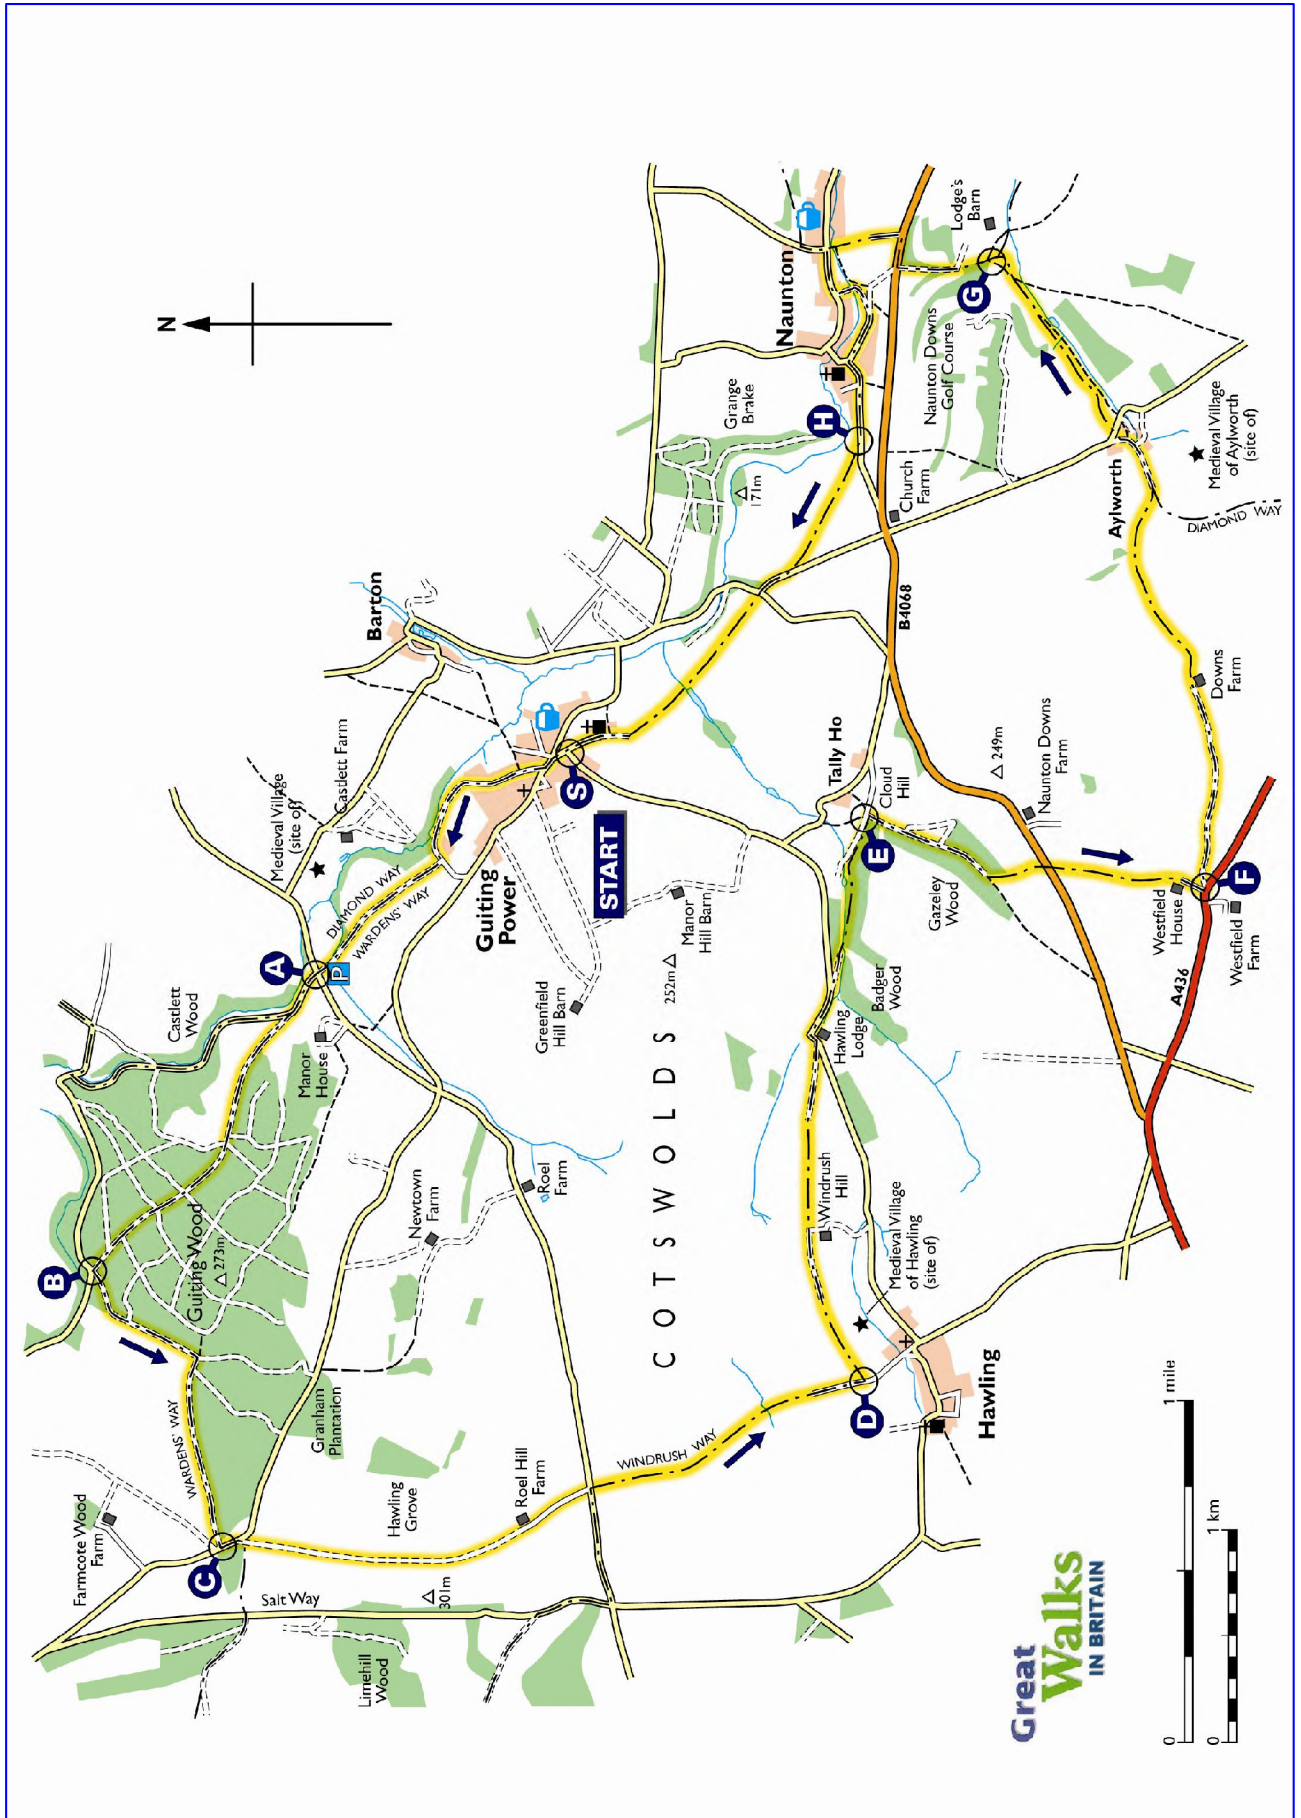 B
Farmcote Wood
Farm
N
WARDENS' WAY
Castlett
Wood
C
Guiting Wood
273m
A
P
Medieval Village
(site of)
Castlett Farm
Barton
Salt Way
Manor
House
DIAMOND WAY
WARDENS' WAY
Granham
Plantation
Limehill
Wood
301m
Hawling
Grove
Newtown
Farm
Guiting
Power
Roel Hill
Farm
Roel
Farm
Greenfield
Hill Barn
S
START
WINDRUSH WAY
COTSWOLDS
252m
Manor
Hill Barn
Grange
Brake
171m
Naunton
H
Windrush
Hill
Hawling
Lodge
Badger
Wood
Tally Ho
Cloud
Hill
D
E
Medieval Village
of Hawling
(site of)
Church
Farm
B4068
Naunton Downs
Golf Course
Lodge's
Barn
G
Gazeley
Wood
Hawling
249m
Naunton Downs
Farm
Great
Walks
IN BRITAIN
Aylworth
Westfield
House
A436
F
Westfield
Farm
Downs
Farm
DIAMOND WAY
Medieval Village
of Aylworth
(site of)
0
1 mile
0
1 km